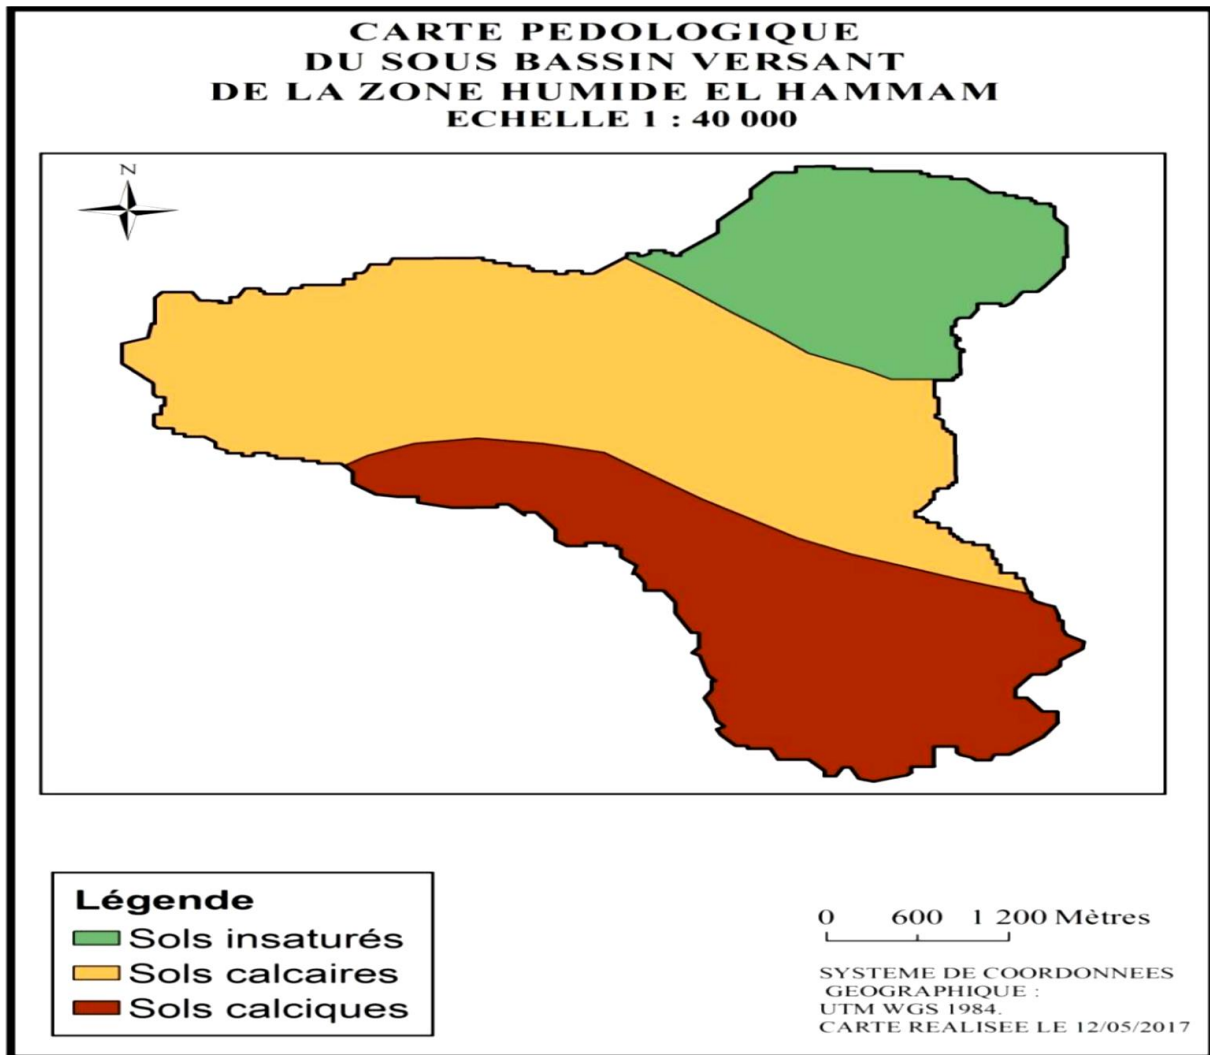 CARTE PEDOLOGIQUE
DU SOUS BASSIN VERSANT
DE LA ZONE HUMIDE EL HAMMAM
ECHELLE 1 : 40 000
N
Légende
Sols insaturés
Sols calcaires
Sols calciques
0 600 1 200 Mètres
SYSTEME DE COORDONNEES
GEOGRAPHIQUE :
UTM WGS 1984.
CARTE REALISEE LE 12/05/2017